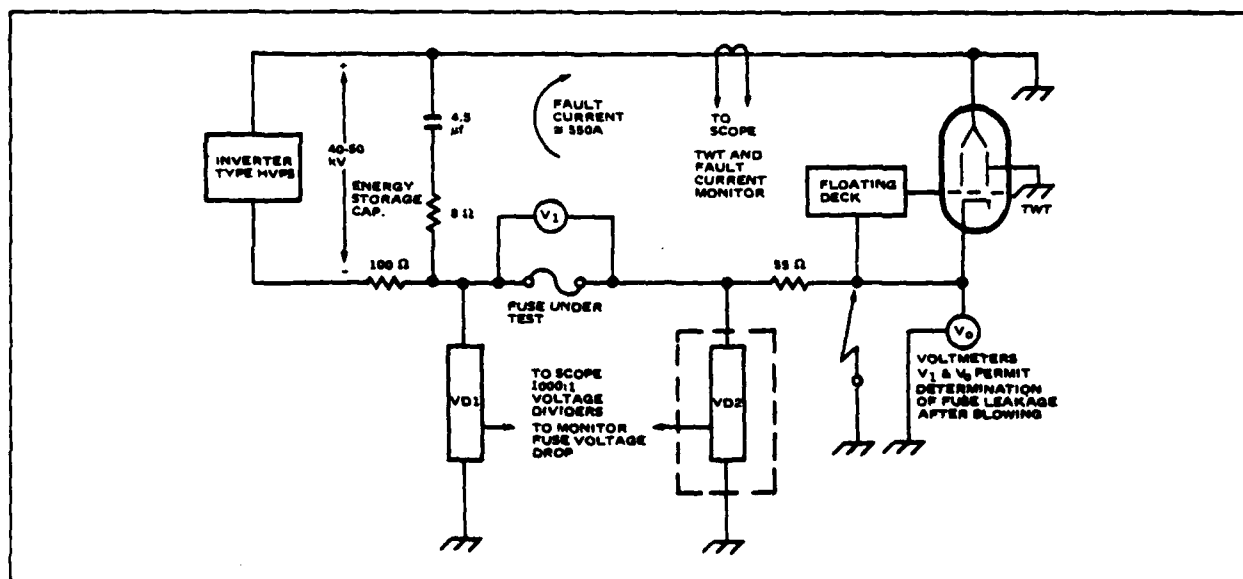 INVERTER
TYPE HVPS
+
40-50
kV
-
ENERGY
STORAGE
CAP.
4.5
µf
8 Ω
100 Ω
FAULT
CURRENT
≅ 550A
TO
SCOPE
TWT AND
FAULT
CURRENT
MONITOR
FLOATING
DECK
TWT
V1
FUSE UNDER
TEST
55 Ω
VD1
TO SCOPE
1000:1
VOLTAGE
DIVIDERS
TO MONITOR
FUSE VOLTAGE
DROP
VD2
Vo
VOLTMETERS
V1 & Vo PERMIT
DETERMINATION
OF FUSE LEAKAGE
AFTER BLOWING